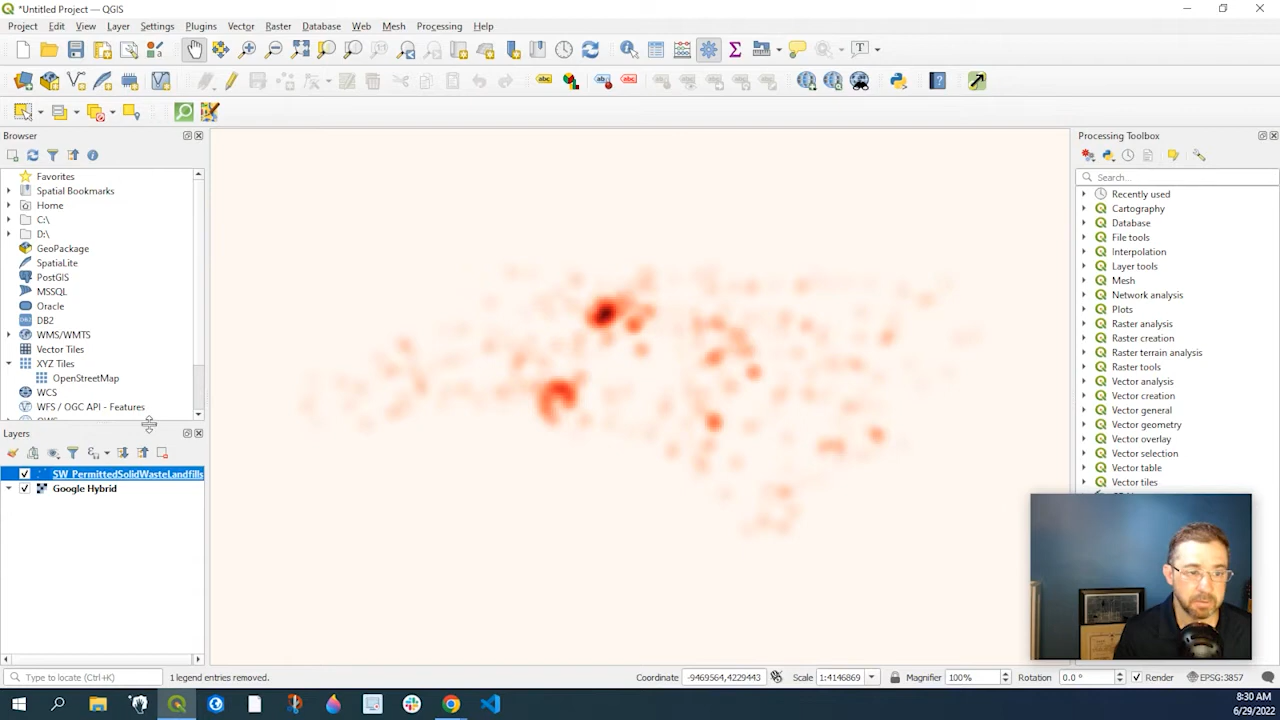 *Untitled Project — QGIS
Project Edit View Layer Settings Plugins Vector Raster Database Web Mesh Processing Help
Browser
Favorites
Spatial Bookmarks
Home
C:\
D:\
GeoPackage
SpatiaLite
PostGIS
MSSQL
Oracle
DB2
WMS/WMTS
Vector Tiles
XYZ Tiles
OpenStreetMap
WCS
WFS / OGC API - Features
Layers
SW_PermittedSolidWasteLandfills
Google Hybrid
Processing Toolbox
Search...
Recently used
Cartography
Database
File tools
Interpolation
Layer tools
Mesh
Network analysis
Plots
Raster analysis
Raster creation
Raster terrain analysis
Raster tools
Vector analysis
Vector creation
Vector general
Vector geometry
Vector overlay
Vector selection
Vector table
Vector tiles
Type to locate (Ctrl+K)
1 legend entries removed.
Coordinate -9469564,4229443
Scale 1:4146869
Magnifier 100%
Rotation 0.0 °
Render
EPSG:3857
8:30 AM
6/29/2022